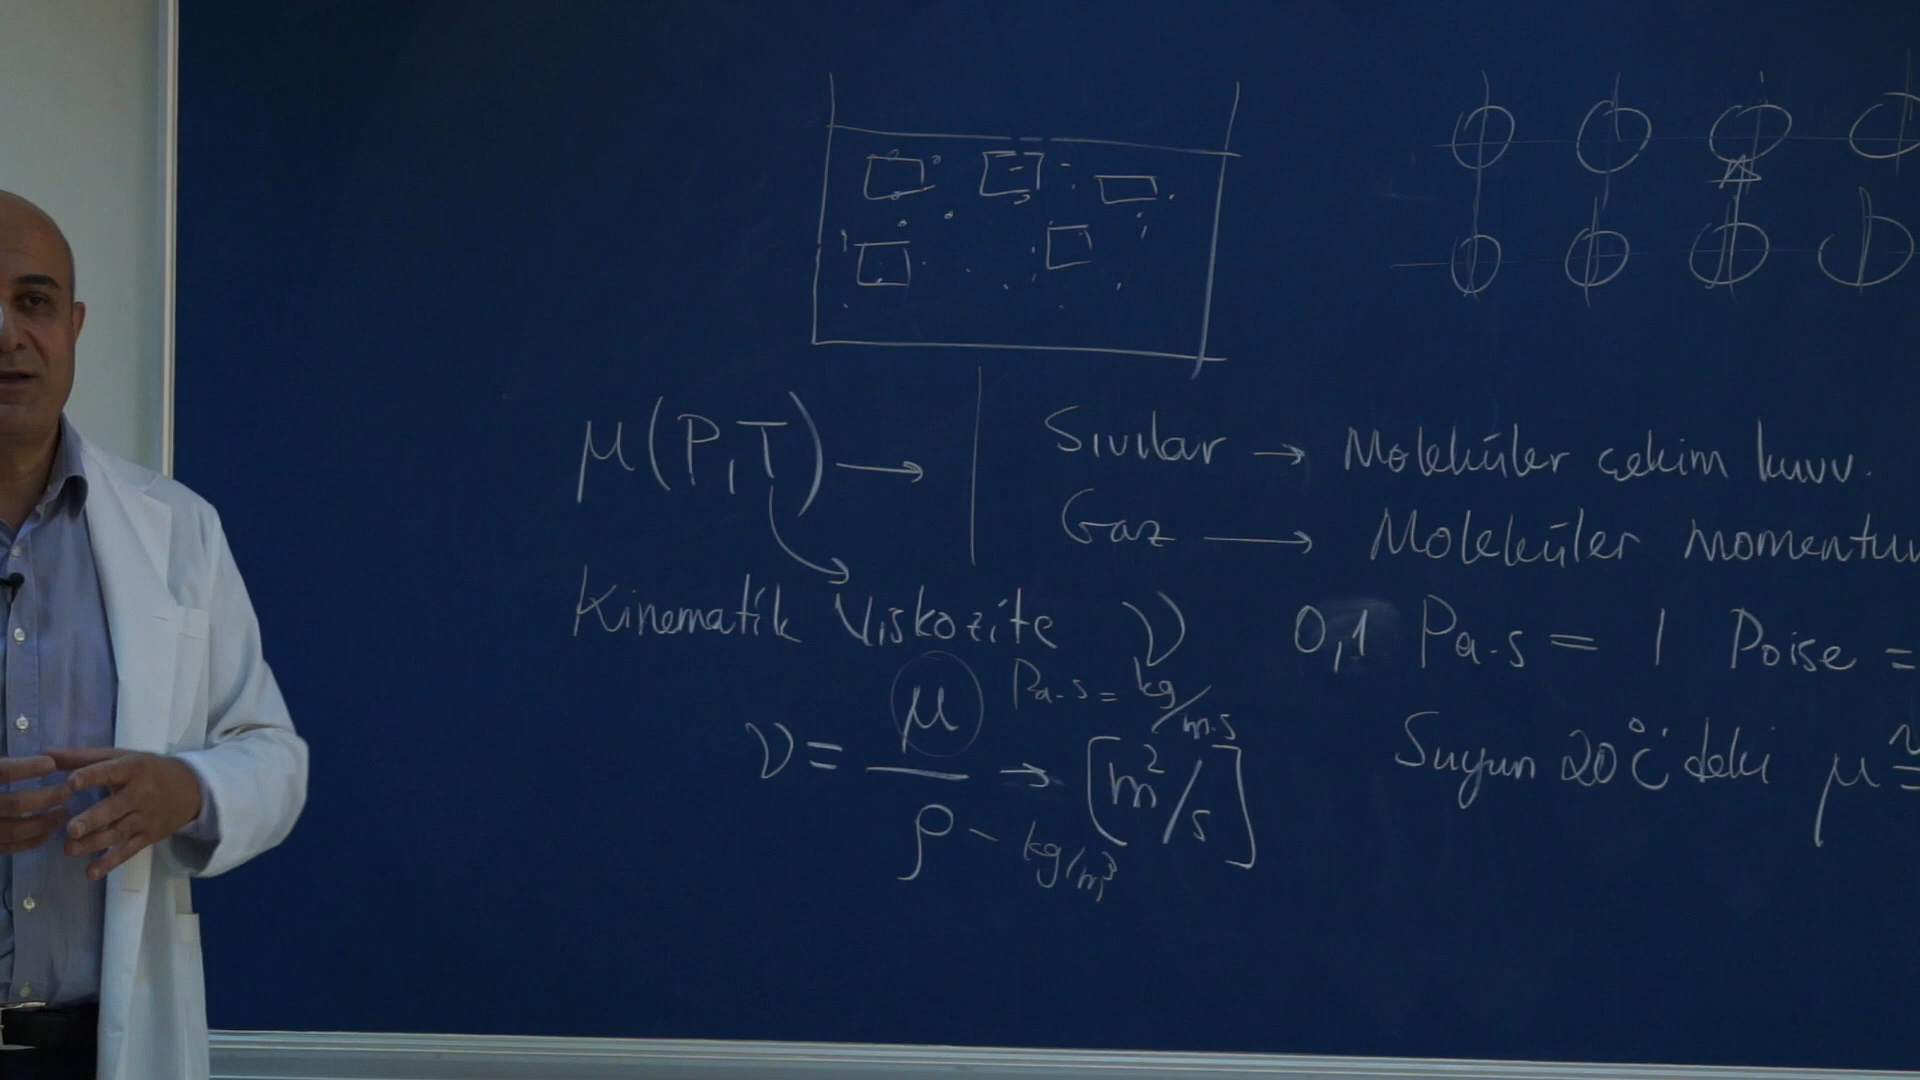 μ(P,T) →
Sıvılar → Moleküler çekim kuvv.
Gaz → Moleküler momentum
Kinematik Viskozite ν
0,1 Pa.s = 1 Poise =
μ Pa.s = kg/m.s
ν = → [m²/s]
ρ - kg/m³
Suyun 20°C'deki μ ≅